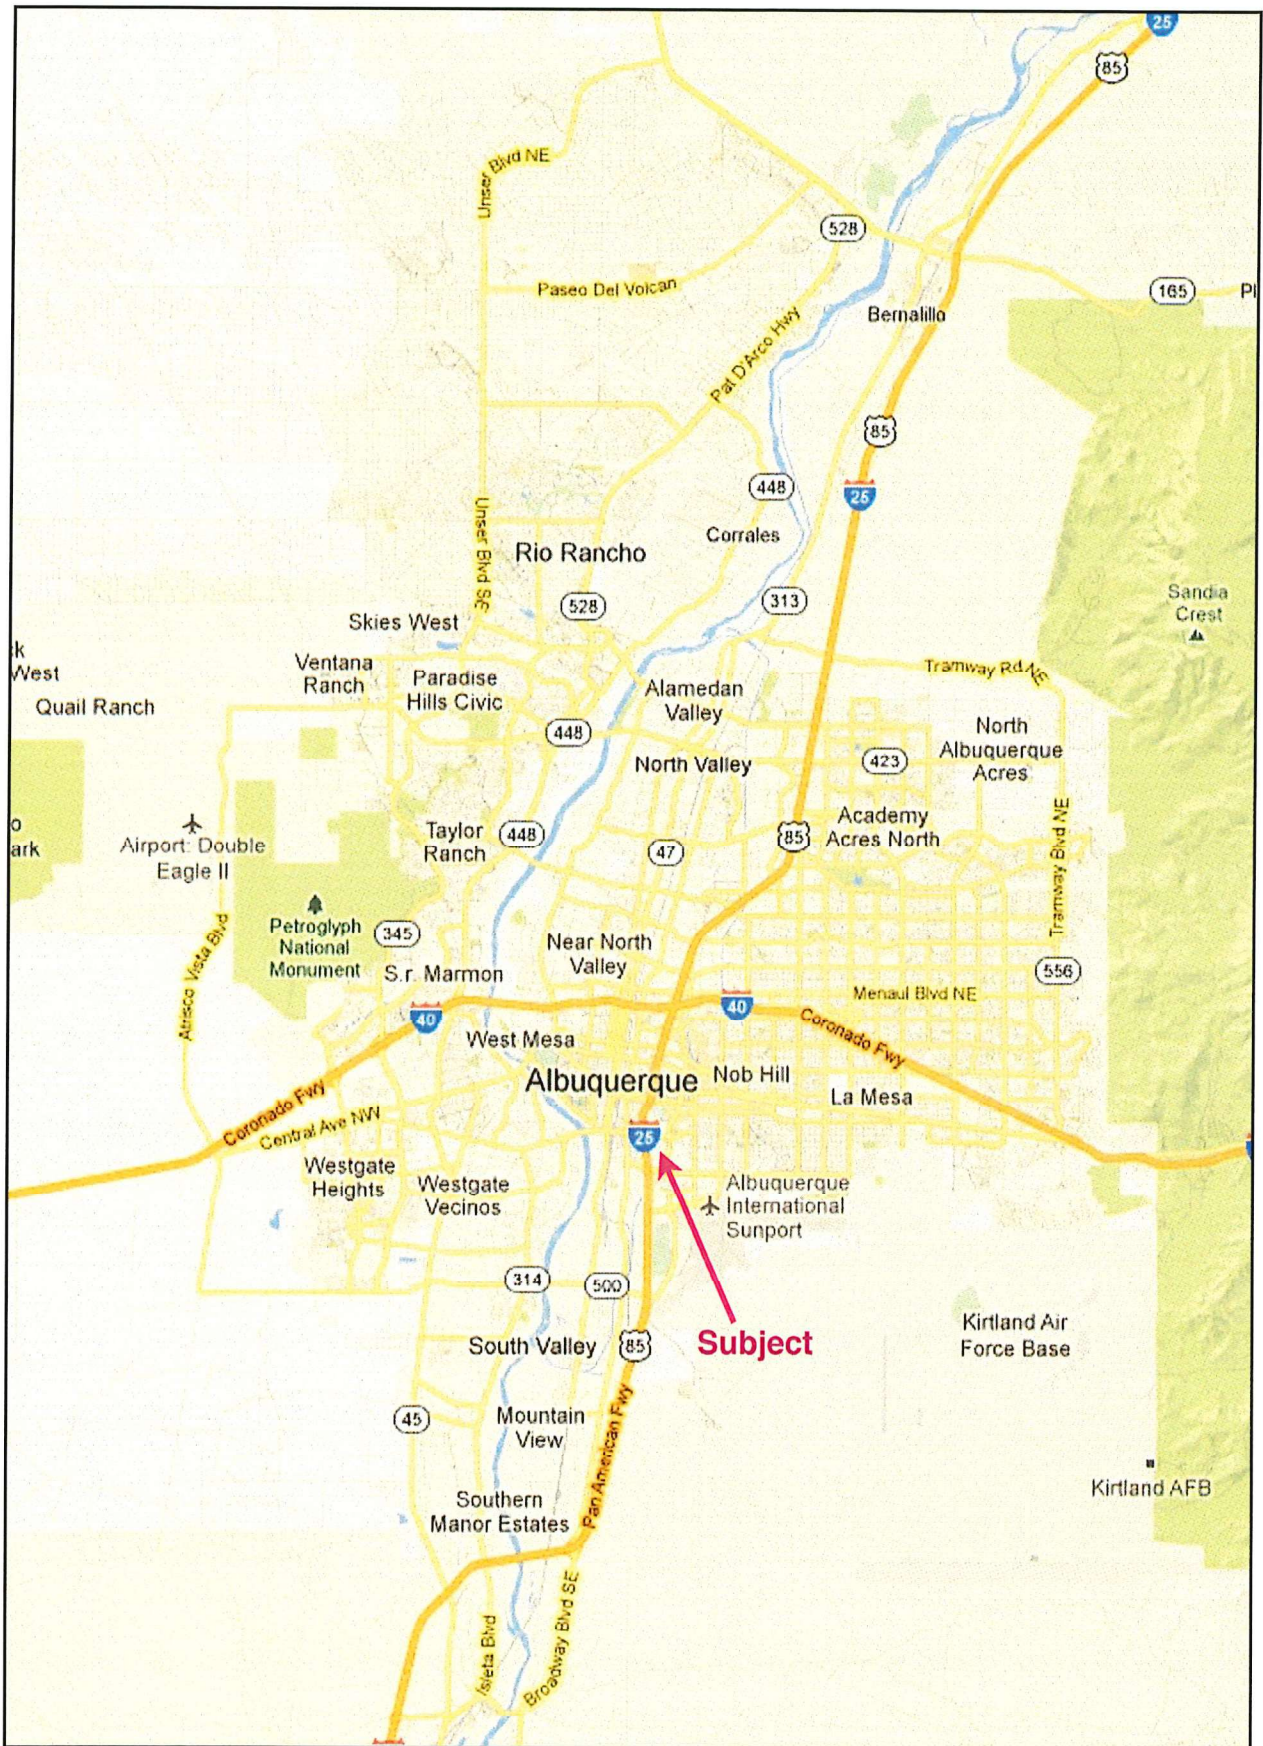 25
85
Unser Blvd NE
528
Paseo Del Volcan
165
Pl
Bernalillo
Pat D'Arco Hwy
85
448
25
Unser Blvd SE
Corrales
Rio Rancho
528
313
Sandia
Crest
Skies West
k
West
Ventana
Ranch
Paradise
Hills Civic
Tramway Rd NE
Quail Ranch
Alamedan
Valley
448
North
Albuquerque
Acres
North Valley
423
o
ark
Airport: Double
Eagle II
Taylor
Ranch
448
47
85
Academy
Acres North
Tramway Blvd NE
Petroglyph
National
Monument
345
Near North
Valley
Atrisco Vista Blvd
S.r. Marmon
556
Menaul Blvd NE
40
40
Coronado Fwy
West Mesa
Albuquerque
Nob Hill
La Mesa
Coronado Fwy
Central Ave NW
25
Westgate
Heights
Westgate
Vecinos
Albuquerque
International
Sunport
314
500
South Valley
85
Subject
Kirtland Air
Force Base
45
Mountain
View
Pan American Fwy
Kirtland AFB
Southern
Manor Estates
Isleta Blvd
Broadway Blvd SE